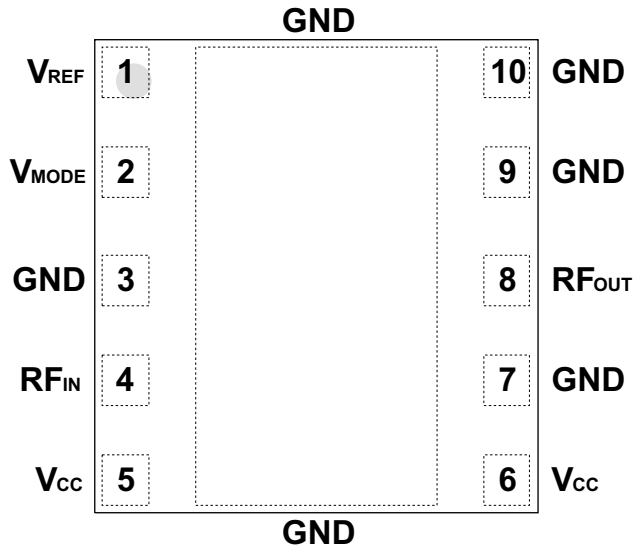 GND
VREF 1 10 GND
VMODE 2 9 GND
GND 3 8 RFOUT
RFIN 4 7 GND
VCC 5 6 VCC
GND